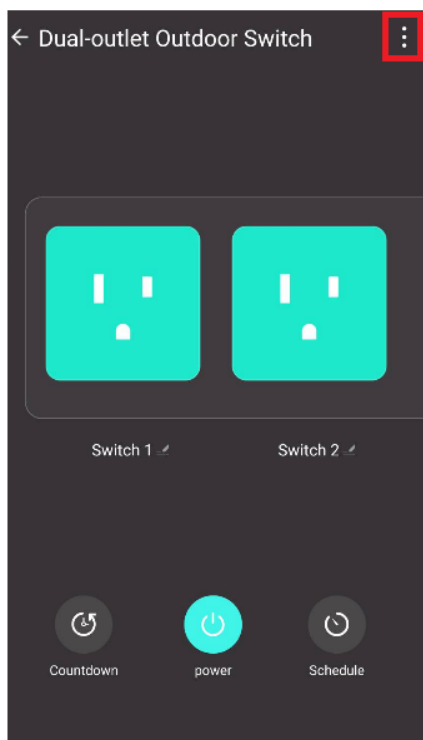 Dual-outlet Outdoor Switch
Switch 1
Switch 2
Countdown
power
Schedule